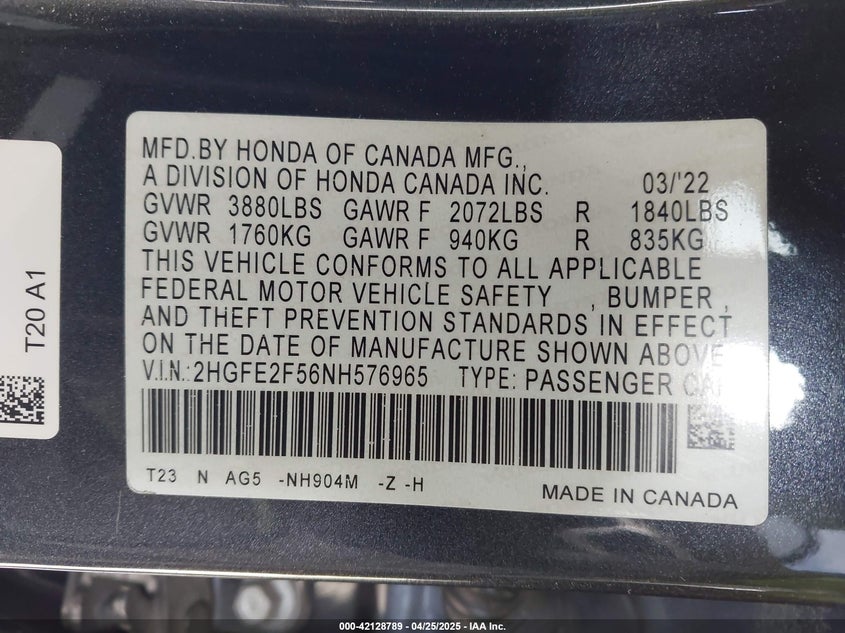 MFD.BY HONDA OF CANADA MFG.,
A DIVISION OF HONDA CANADA INC. 03/'22
GVWR 3880LBS GAWR F 2072LBS R 1840LBS
GVWR 1760KG GAWR F 940KG R 835KG
THIS VEHICLE CONFORMS TO ALL APPLICABLE
FEDERAL MOTOR VEHICLE SAFETY , BUMPER ,
AND THEFT PREVENTION STANDARDS IN EFFECT
ON THE DATE OF MANUFACTURE SHOWN ABOVE
V.I.N.:2HGFE2F56NH576965 TYPE: PASSENGER CAR
T23 N AG5 -NH904M -Z -H
MADE IN CANADA
T20 A1
000-42128789 - 04/25/2025 - IAA Inc.